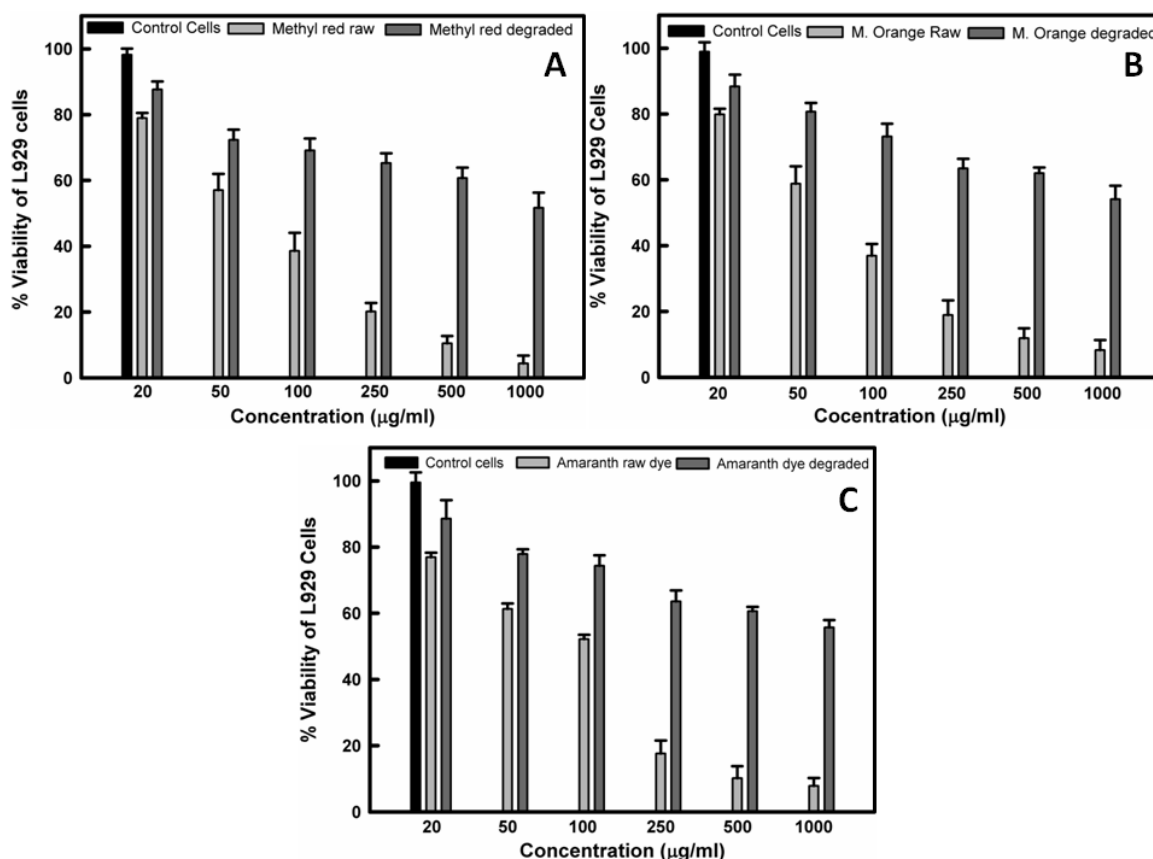 Control Cells Methyl red raw Methyl red degraded
A
% Viability of L929 cells
100
80
60
40
20
0
20 50 100 250 500 1000
Concentration (μg/ml)
Control Cells M. Orange Raw M. Orange degraded
B
% Viability of L929 Cells
100
80
60
40
20
0
20 50 100 250 500 1000
Cocentration (μg/ml)
Control cells Amaranth raw dye Amaranth dye degraded
C
% Viability of L929 Cells
100
80
60
40
20
0
20 50 100 250 500 1000
Concentration (μg/ml)